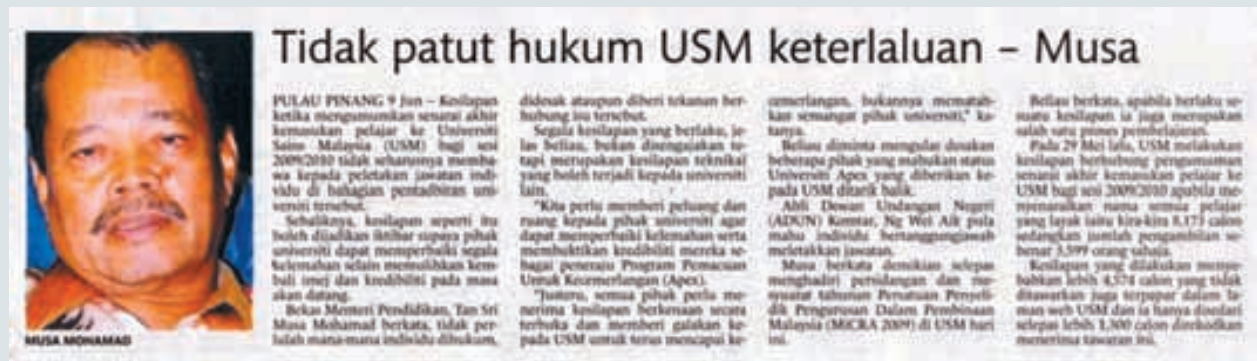 Tidak patut hukum USM keterlaluan – Musa
MUSA MOHAMAD
PULAU PINANG 9 Jun – Kesilapan
ketika mengumumkan senarai akhir
kemasukan pelajar ke Universiti
Sains Malaysia (USM) bagi sesi
2009/2010 tidak seharusnya memba-
wa kepada peletakan jawatan indi-
vidu di bahagian pentadbiran uni-
versiti tersebut.
Sebaliknya, kesilapan seperti itu
boleh dijadikan iktibar supaya pihak
universiti dapat memperbaiki segala
kelemahan selain memulihkan kem-
bali imej dan kredibiliti pada masa
akan datang.
Bekas Menteri Pendidikan, Tan Sri
Musa Mohamad berkata, tidak per-
lulah mana-mana individu dihukum,
didesak ataupun diberi tekanan ber-
hubung isu tersebut.
Segala kesilapan yang berlaku, je-
las beliau, bukan disengajakan te-
tapi merupakan kesilapan teknikal
yang boleh terjadi kepada universiti
lain.
"Kita perlu memberi peluang dan
ruang kepada pihak universiti agar
dapat memperbaiki kelemahan serta
membuktikan kredibiliti mereka se-
bagai peneraju Program Pemacuan
Untuk Kecemerlangan (Apex).
"Justeru, semua pihak perlu me-
nerima kesilapan berkenaan secara
terbuka dan memberi galakan ke-
pada USM untuk terus mencapai ke-
cemerlangan, bukannya mematah-
kan semangat pihak universiti," ka-
tanya.
Beliau diminta mengulas desakan
beberapa pihak yang mahukan status
Universiti Apex yang diberikan ke-
pada USM ditarik balik.
Ahli Dewan Undangan Negeri
(ADUN) Komtar, Ng Wei Aik pula
mahu individu bertanggungjawab
meletakkan jawatan.
Musa berkata demikian selepas
menghadiri persidangan dan me-
syuarat tahunan Persatuan Penyeli-
dik Pengurusan Dalam Pembinaan
Malaysia (MiCRA 2009) di USM hari
ini.
Beliau berkata, apabila berlaku se-
suatu kesilapan ia juga merupakan
salah satu proses pembelajaran.
Pada 29 Mei lalu, USM melakukan
kesilapan berhubung pengumuman
senarai akhir kemasukan pelajar ke
USM bagi sesi 2009/2010 apabila me-
nyenaraikan nama semua pelajar
yang layak iaitu kira-kira 8,173 calon
sedangkan jumlah pengambilan se-
benar 3,599 orang sahaja.
Kesilapan yang dilakukan menye-
babkan lebih 4,574 calon yang tidak
ditawarkan juga terpapar dalam la-
man web USM dan ia hanya disedari
selepas lebih 1,300 calon direkodkan
menerima tawaran ini.